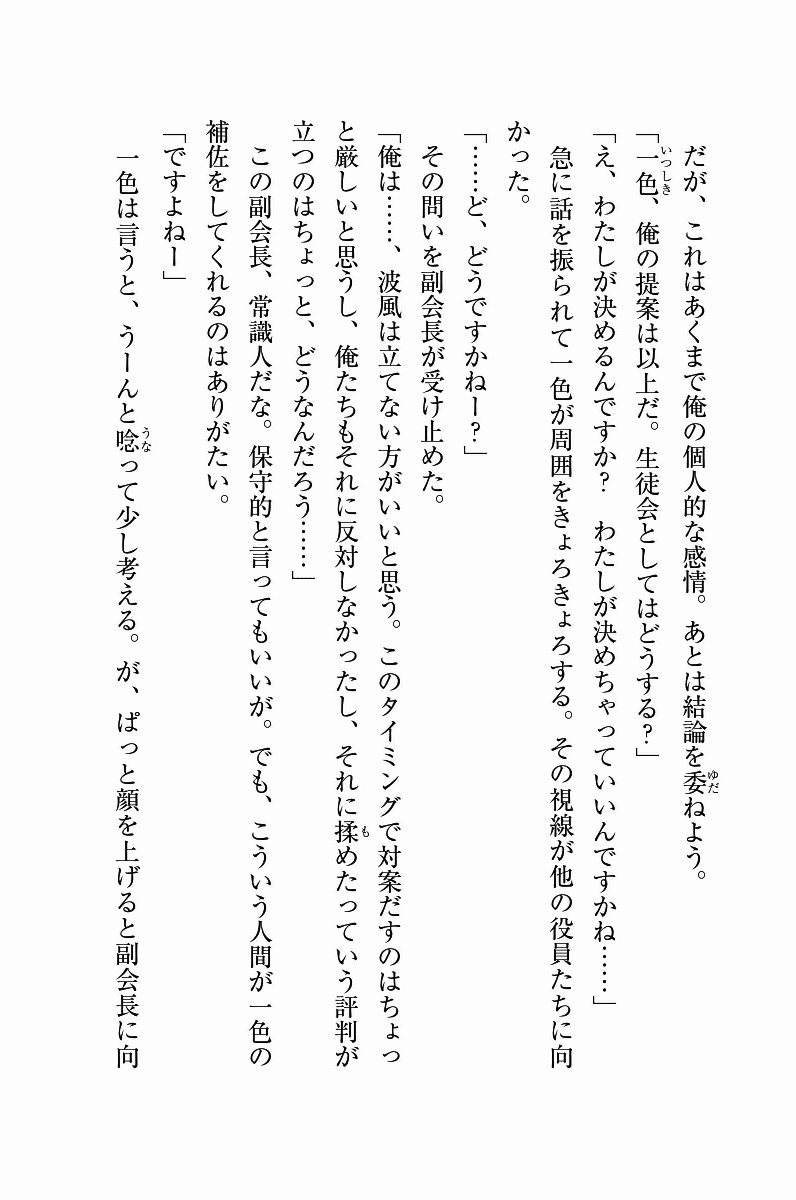 だが、これはあくまで俺の個人的な感情。あとは結論を委ねよう。
「一色、俺の提案は以上だ。生徒会としてはどうする？」
「え、わたしが決めるんですか？　わたしが決めちゃっていいんですかね……」
急に話を振られて一色が周囲をきょろきょろする。その視線が他の役員たちに向
かった。
「……ど、どうですかねー？」
その問いを副会長が受け止めた。
「俺は……、波風は立てない方がいいと思う。このタイミングで対案だすのはちょっ
と厳しいと思うし、俺たちもそれに反対しなかったし、それに揉めたっていう評判が
立つのはちょっと、どうなんだろう……」
この副会長、常識人だな。保守的と言ってもいいが。でも、こういう人間が一色の
補佐をしてくれるのはありがたい。
「ですよねー」
一色は言うと、うーんと唸って少し考える。が、ぱっと顔を上げると副会長に向